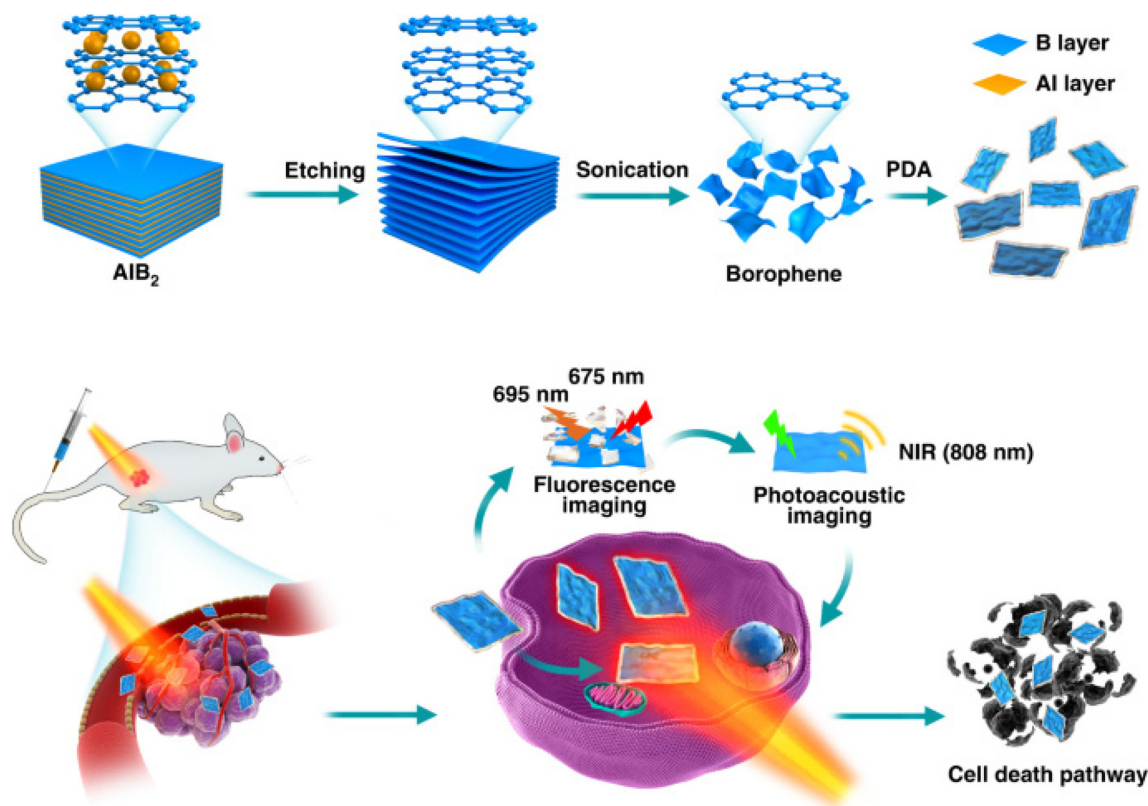 B layer
Al layer
Etching
Sonication
PDA
AlB₂
Borophene
675 nm
695 nm
NIR (808 nm)
Fluorescence
imaging
Photoacoustic
imaging
Cell death pathway